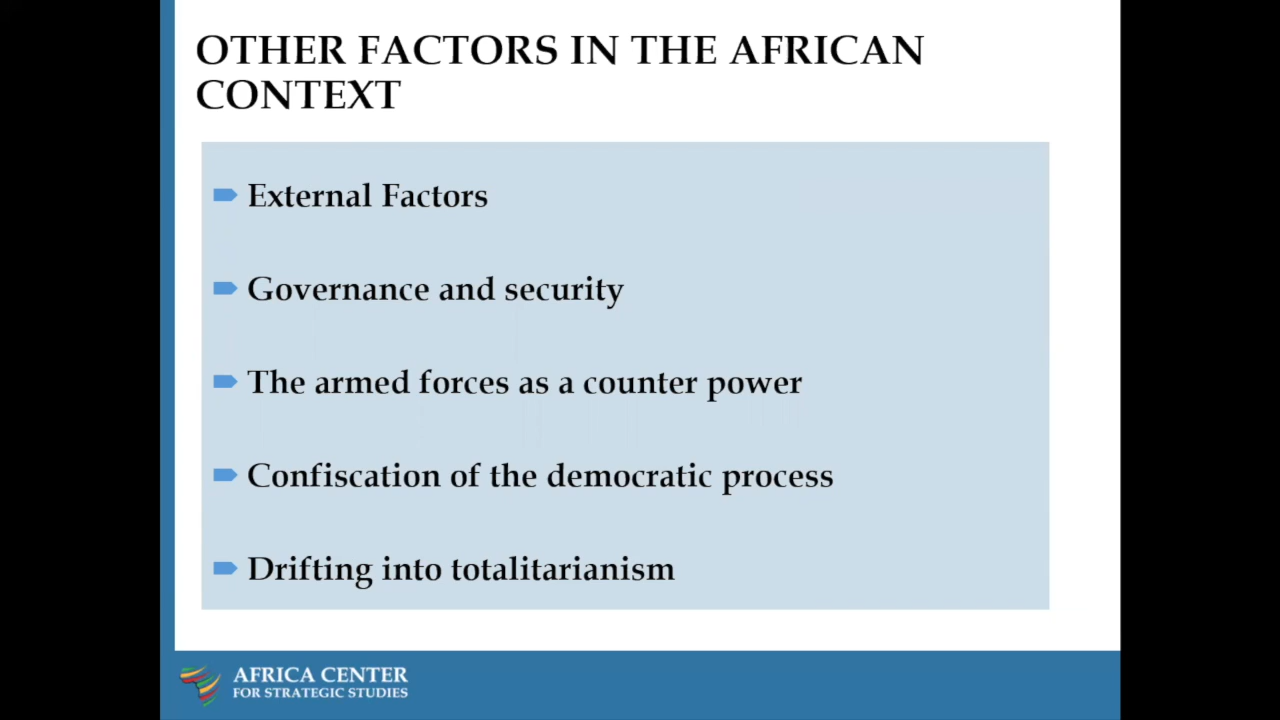 OTHER FACTORS IN THE AFRICAN
CONTEXT
External Factors
Governance and security
The armed forces as a counter power
Confiscation of the democratic process
Drifting into totalitarianism
AFRICA CENTER
FOR STRATEGIC STUDIES